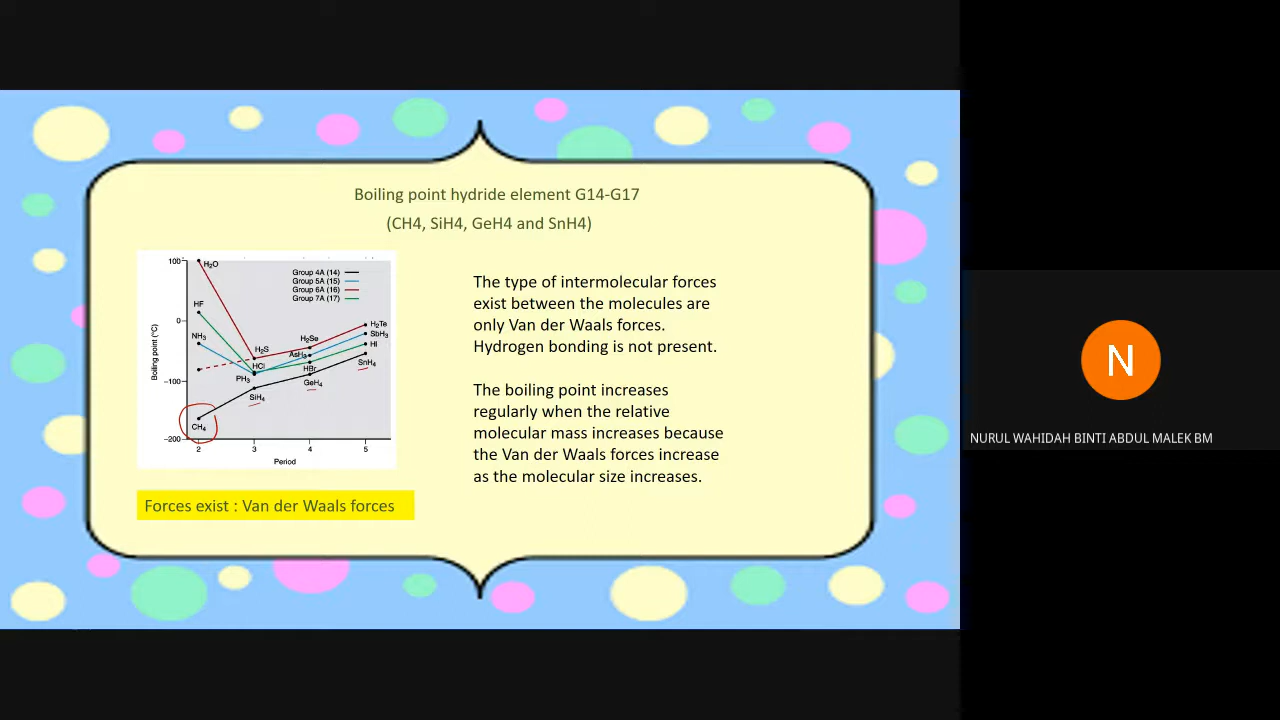 Boiling point hydride element G14-G17
(CH4, SiH4, GeH4 and SnH4)
100
0
-100
-200
Boiling point (°C)
2
3
4
5
Period
Group 4A (14)
Group 5A (15)
Group 6A (16)
Group 7A (17)
H₂O
HF
NH₃
CH₄
H₂S
HCl
PH₃
SiH₄
H₂Se
AsH₃
HBr
GeH₄
H₂Te
SbH₃
HI
SnH₄
Forces exist : Van der Waals forces
The type of intermolecular forces
exist between the molecules are
only Van der Waals forces.
Hydrogen bonding is not present.
The boiling point increases
regularly when the relative
molecular mass increases because
the Van der Waals forces increase
as the molecular size increases.
N
NURUL WAHIDAH BINTI ABDUL MALEK BM